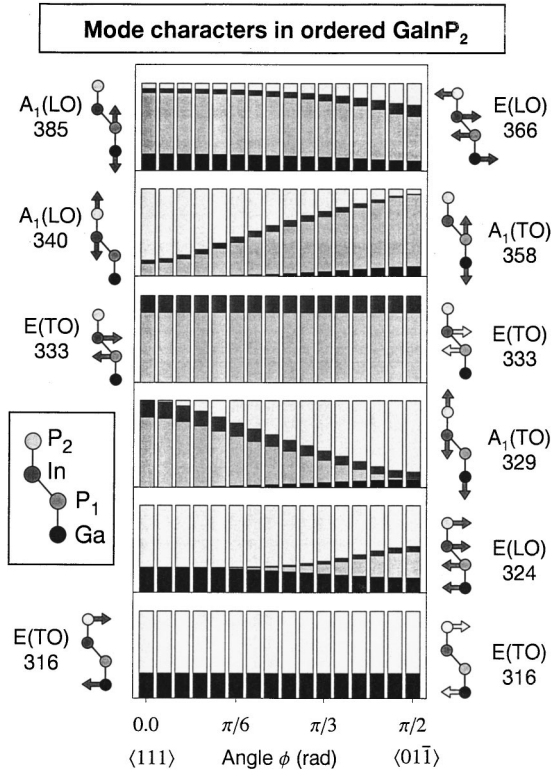 Mode characters in ordered GaInP₂
A₁(LO)
385
E(LO)
366
A₁(LO)
340
A₁(TO)
358
E(TO)
333
E(TO)
333
A₁(TO)
329
P₂
In
P₁
Ga
E(LO)
324
E(TO)
316
E(TO)
316
0.0 π/6 π/3 π/2
⟨111⟩ Angle ϕ (rad) ⟨011̅⟩